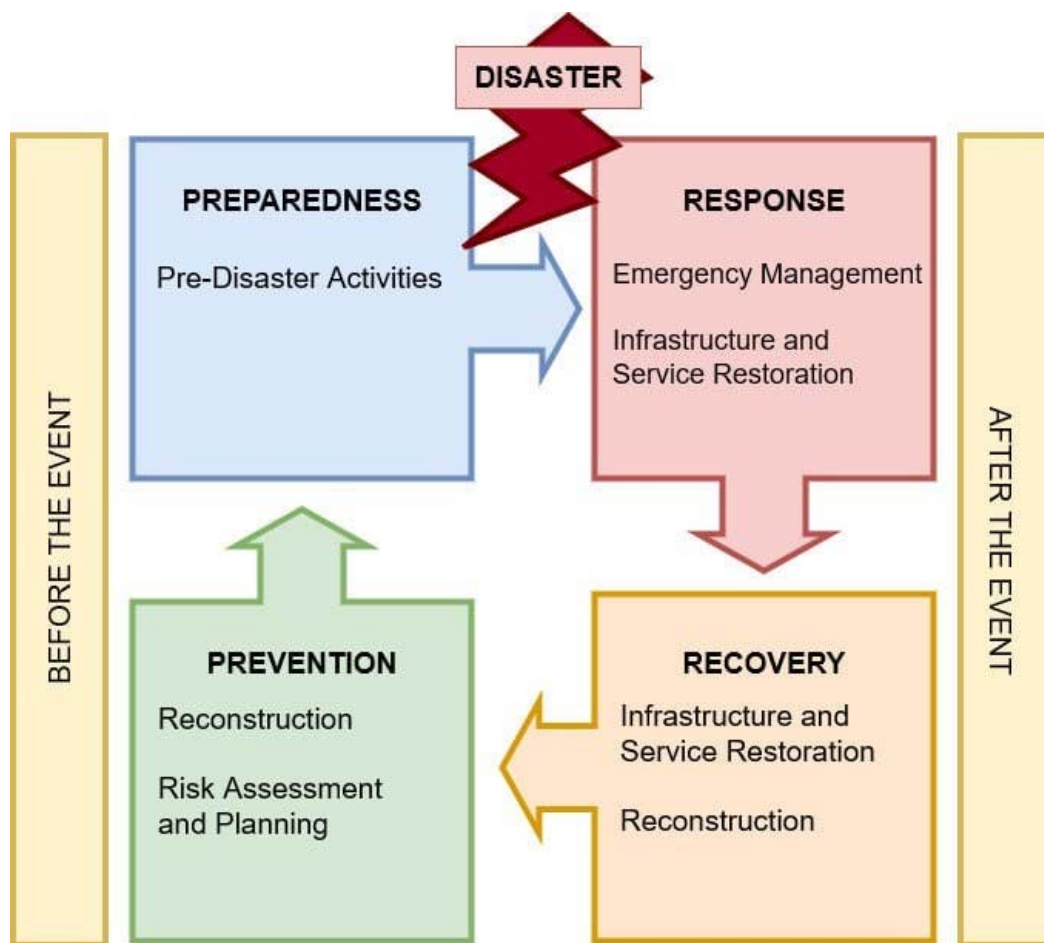 DISASTER
BEFORE THE EVENT
PREPAREDNESS
Pre-Disaster Activities
RESPONSE
Emergency Management
Infrastructure and
Service Restoration
AFTER THE EVENT
PREVENTION
Reconstruction
Risk Assessment
and Planning
RECOVERY
Infrastructure and
Service Restoration
Reconstruction